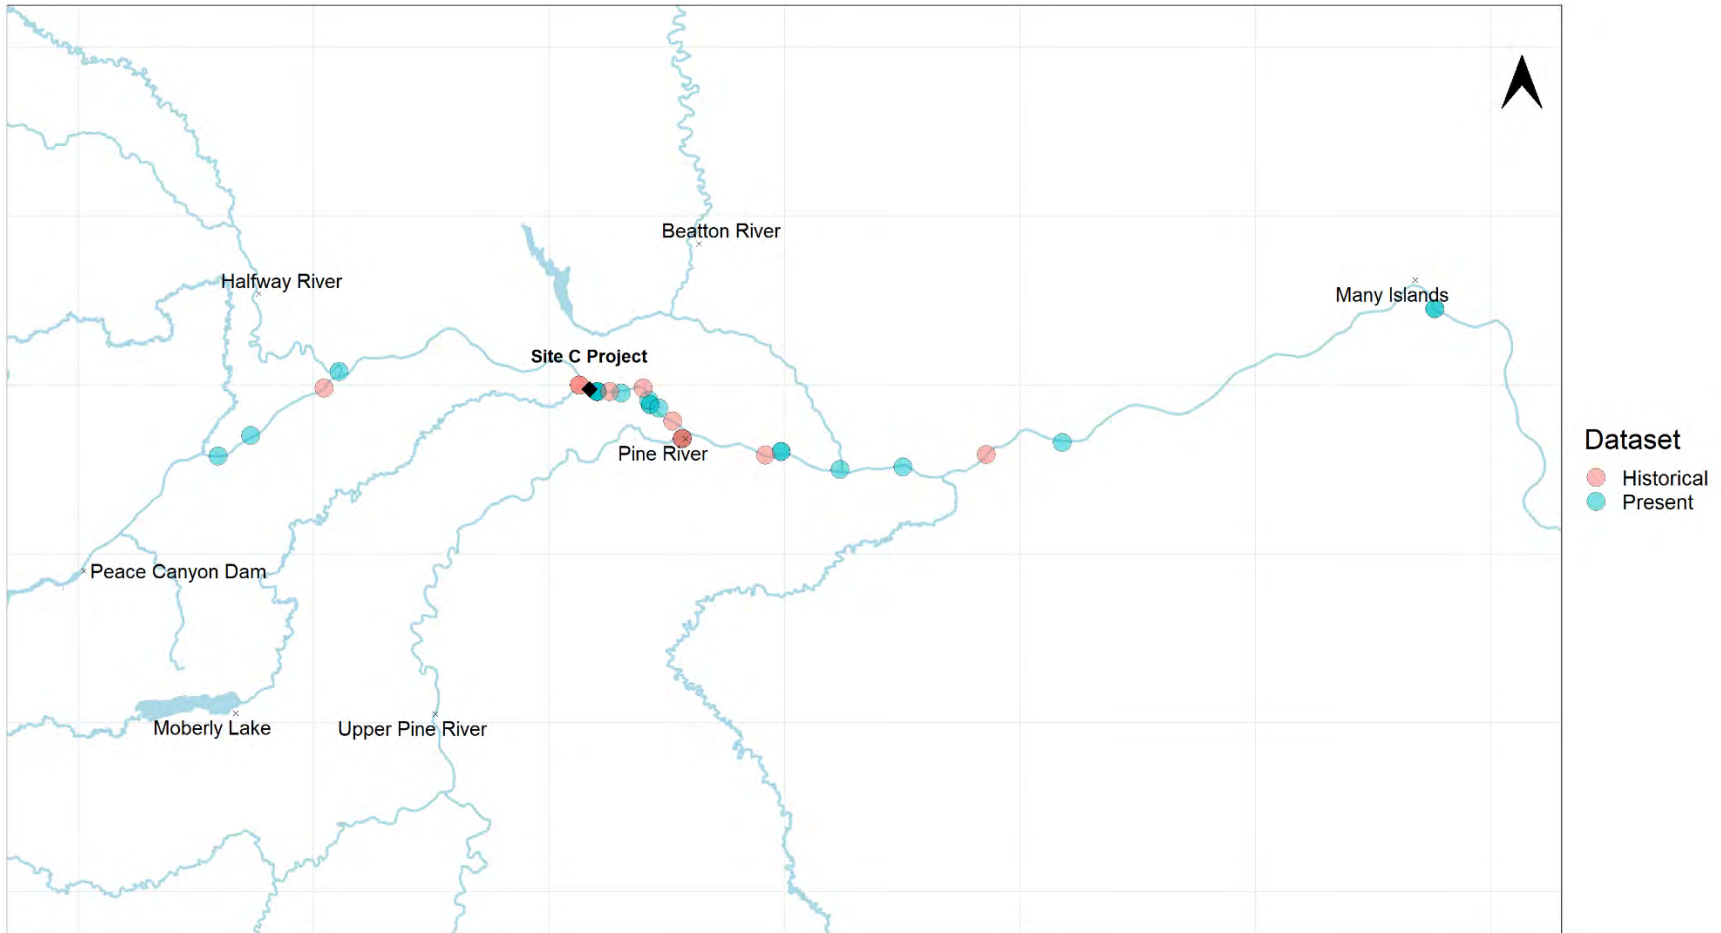 Beatton River
Halfway River
Many Islands
Site C Project
Pine River
Dataset
Historical
Present
Peace Canyon Dam
Moberly Lake
Upper Pine River